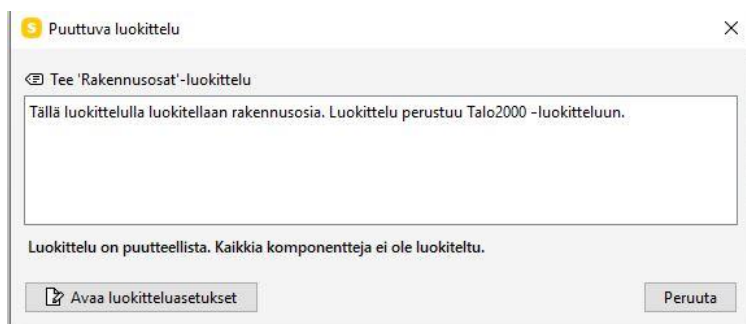 S Puuttuva luokittelu
Tee 'Rakennusosat'-luokittelu
Tällä luokittelulla luokitellaan rakennusosia. Luokittelu perustuu Talo2000 -luokitteluun.
Luokittelu on puutteellista. Kaikkia komponentteja ei ole luokiteltu.
Avaa luokitteluasetukset
Peruuta